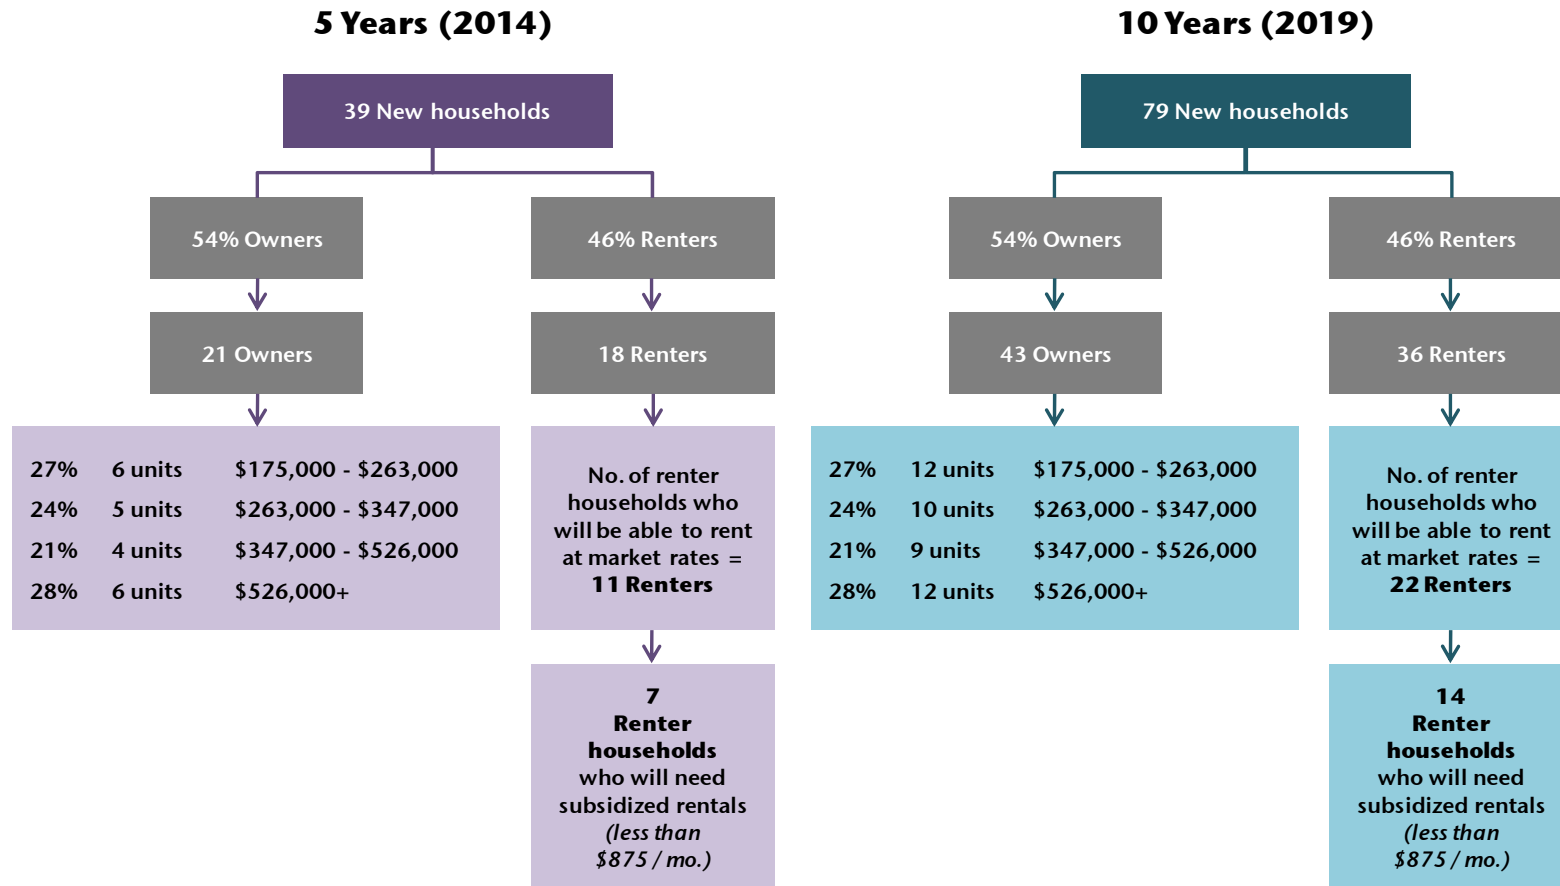 5 Years (2014)
39 New households
54% Owners
46% Renters
21 Owners
18 Renters
27% 6 units $175,000 - $263,000
24% 5 units $263,000 - $347,000
21% 4 units $347,000 - $526,000
28% 6 units $526,000+
No. of renter
households who
will be able to rent
at market rates =
11 Renters
7
Renter
households
who will need
subsidized rentals
(less than
$875 / mo.)
10 Years (2019)
79 New households
54% Owners
46% Renters
43 Owners
36 Renters
27% 12 units $175,000 - $263,000
24% 10 units $263,000 - $347,000
21% 9 units $347,000 - $526,000
28% 12 units $526,000+
No. of renter
households who
will be able to rent
at market rates =
22 Renters
14
Renter
households
who will need
subsidized rentals
(less than
$875 / mo.)